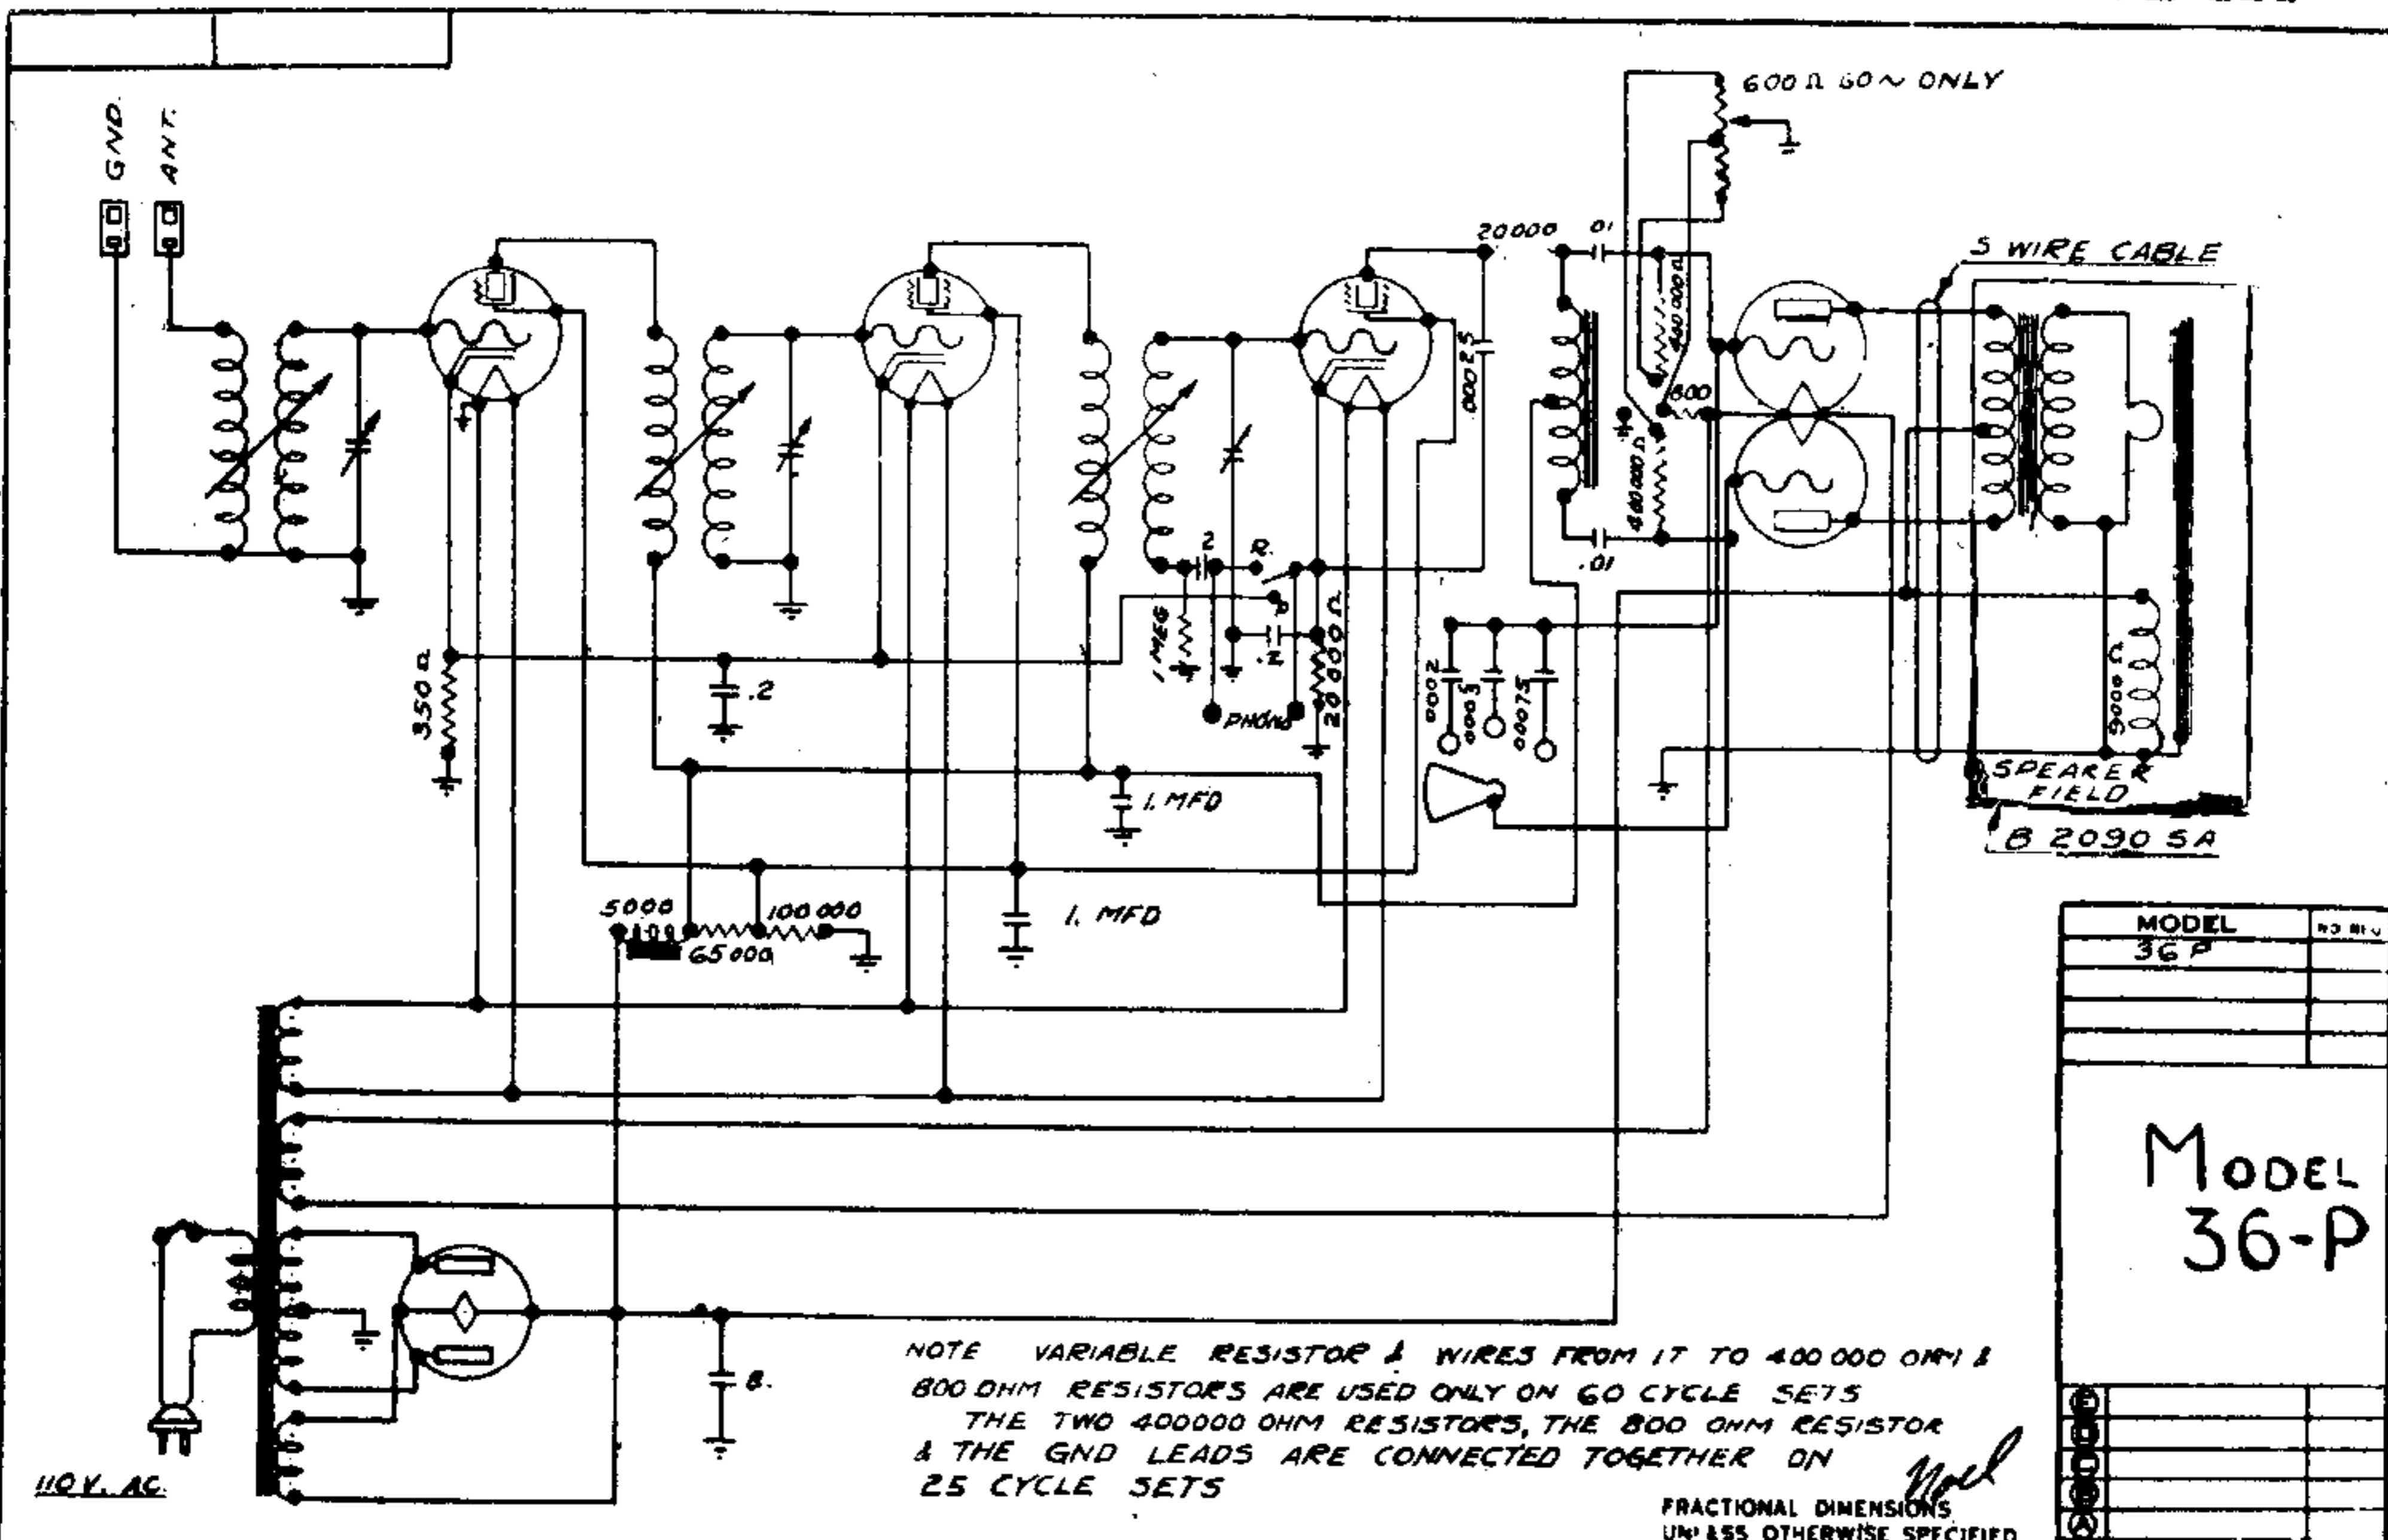 GND.
ANT.
600 Ω 60 ~ ONLY
20000
.01
5 WIRE CABLE
400000Ω
.00025
800
400000 Ω
.01
2
R.
P
1 MEG
.2
20000 Ω
PHONO
350 Ω
.2
.0002
.0005
.00075
9000 Ω
SPEAKER
FIELD
B 2090 SA
1. MFD
5000
100000
65000
1. MFD
MODEL
36 P
MODEL
36-P
8.
110 V. AC.
NOTE VARIABLE RESISTOR & WIRES FROM IT TO 400 000 OHM &
800 OHM RESISTORS ARE USED ONLY ON 60 CYCLE SETS
THE TWO 400000 OHM RESISTORS, THE 800 OHM RESISTOR
& THE GND LEADS ARE CONNECTED TOGETHER ON
25 CYCLE SETS
FRACTIONAL DIMENSIONS
UNLESS OTHERWISE SPECIFIED
A